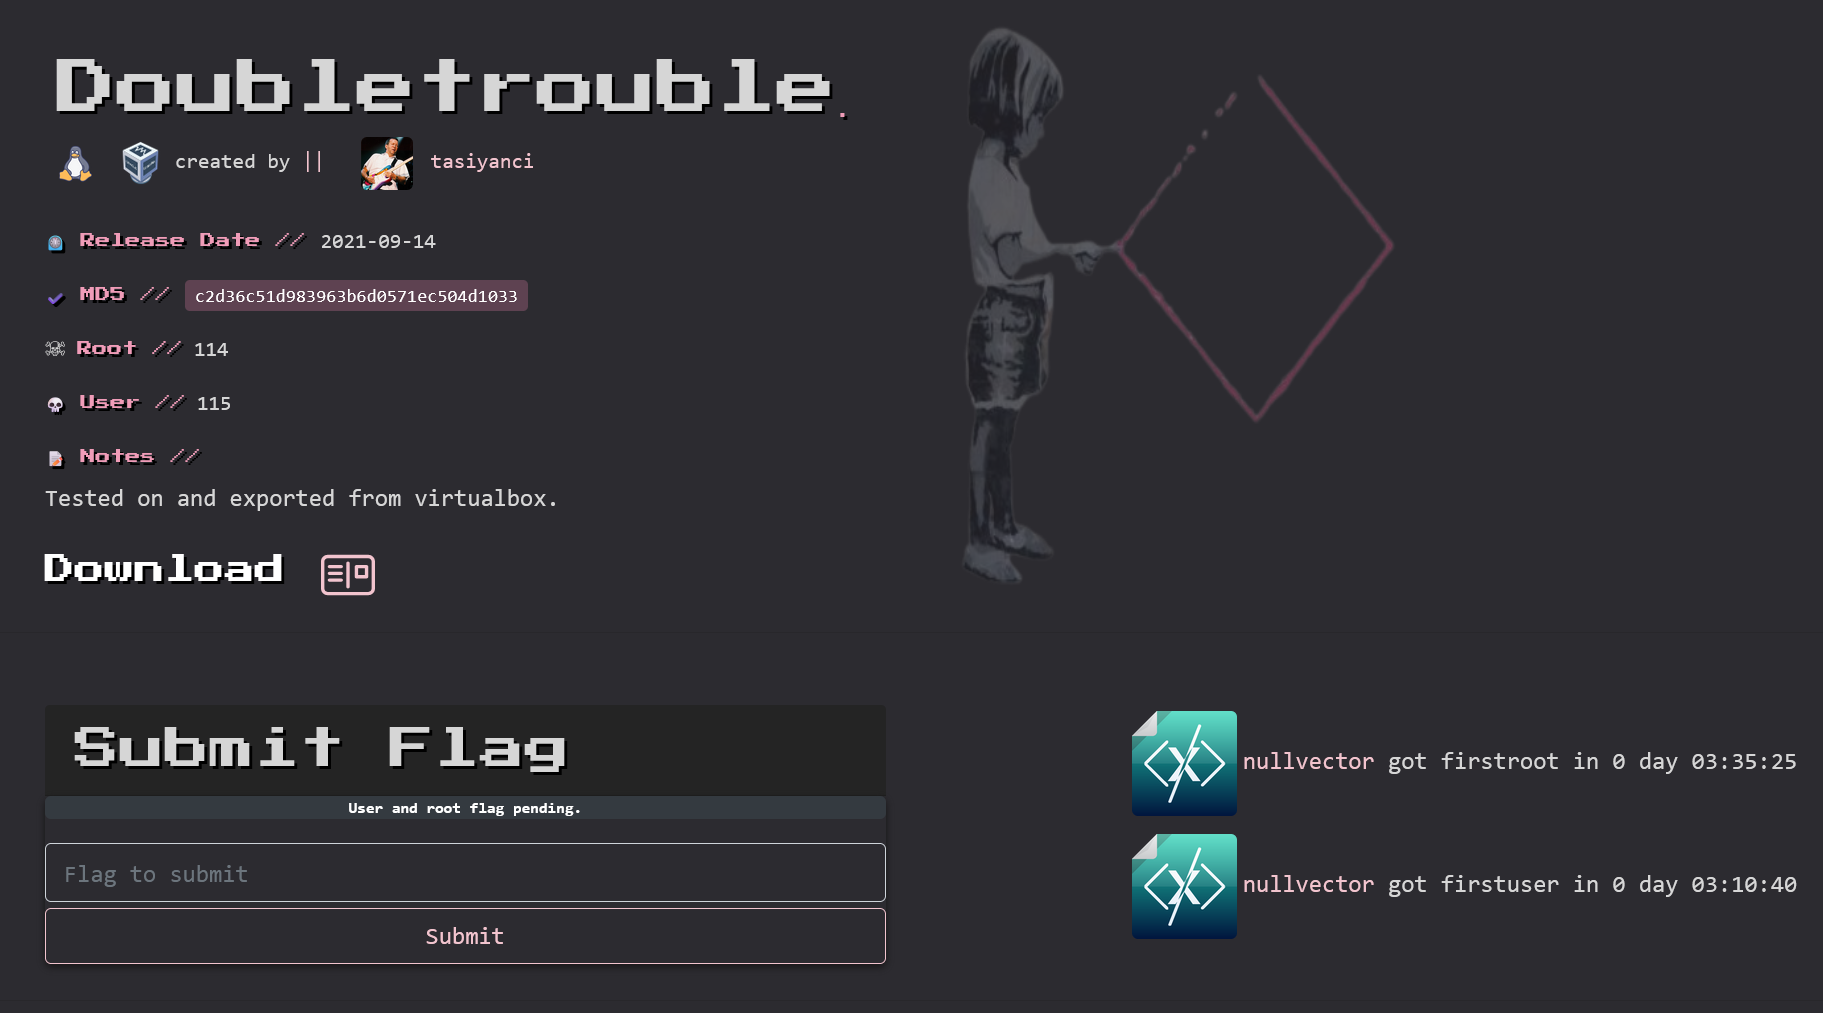 Doubletrouble.
created by || tasiyanci
Release Date // 2021-09-14
MD5 // c2d36c51d983963b6d0571ec504d1033
Root // 114
User // 115
Notes //
Tested on and exported from virtualbox.
Download
Submit Flag
User and root flag pending.
Flag to submit
Submit
nullvector got firstroot in 0 day 03:35:25
nullvector got firstuser in 0 day 03:10:40